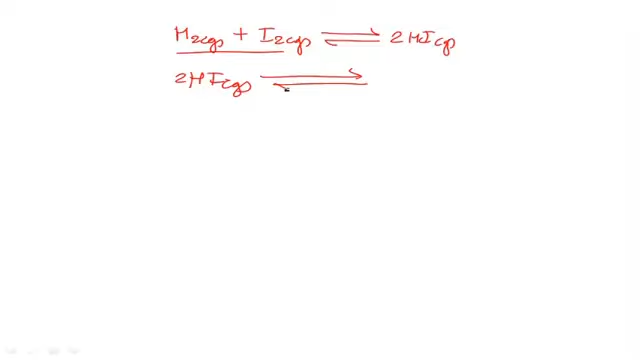 H₂(g) + I₂(g) ⇌ 2HI(g)
2HI(g) ⇌